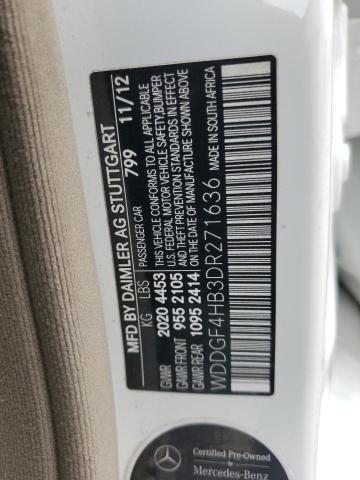 MFD BY DAIMLER AG STUTTGART
799 11/12
PASSENGER CAR
KG LBS
GVWR 2020 4453
GAWR FRONT 955 2105
GAWR REAR 1095 2414
THIS VEHICLE CONFORMS TO ALL APPLICABLE
U.S. FEDERAL MOTOR VEHICLE SAFETY,BUMPER
AND THEFT PREVENTION STANDARDS IN EFFECT
ON THE DATE OF MANUFACTURE SHOWN ABOVE
MADE IN SOUTH AFRICA
WDDGF4HB3DR271636
Certified Pre-Owned
by
Mercedes-Benz